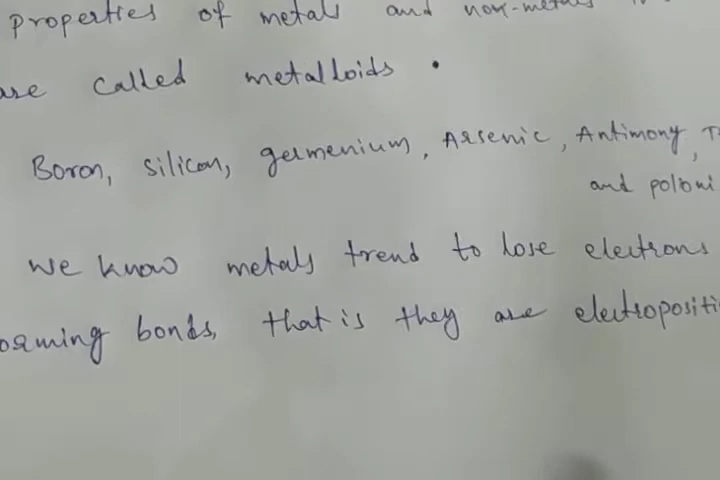 properties of metals and non-metals
are called metalloids.
Boron, silicon, germenium, Arsenic, Antimony,
and poloni
We know metals trend to lose electrons
orming bonds, that is they are electropositi